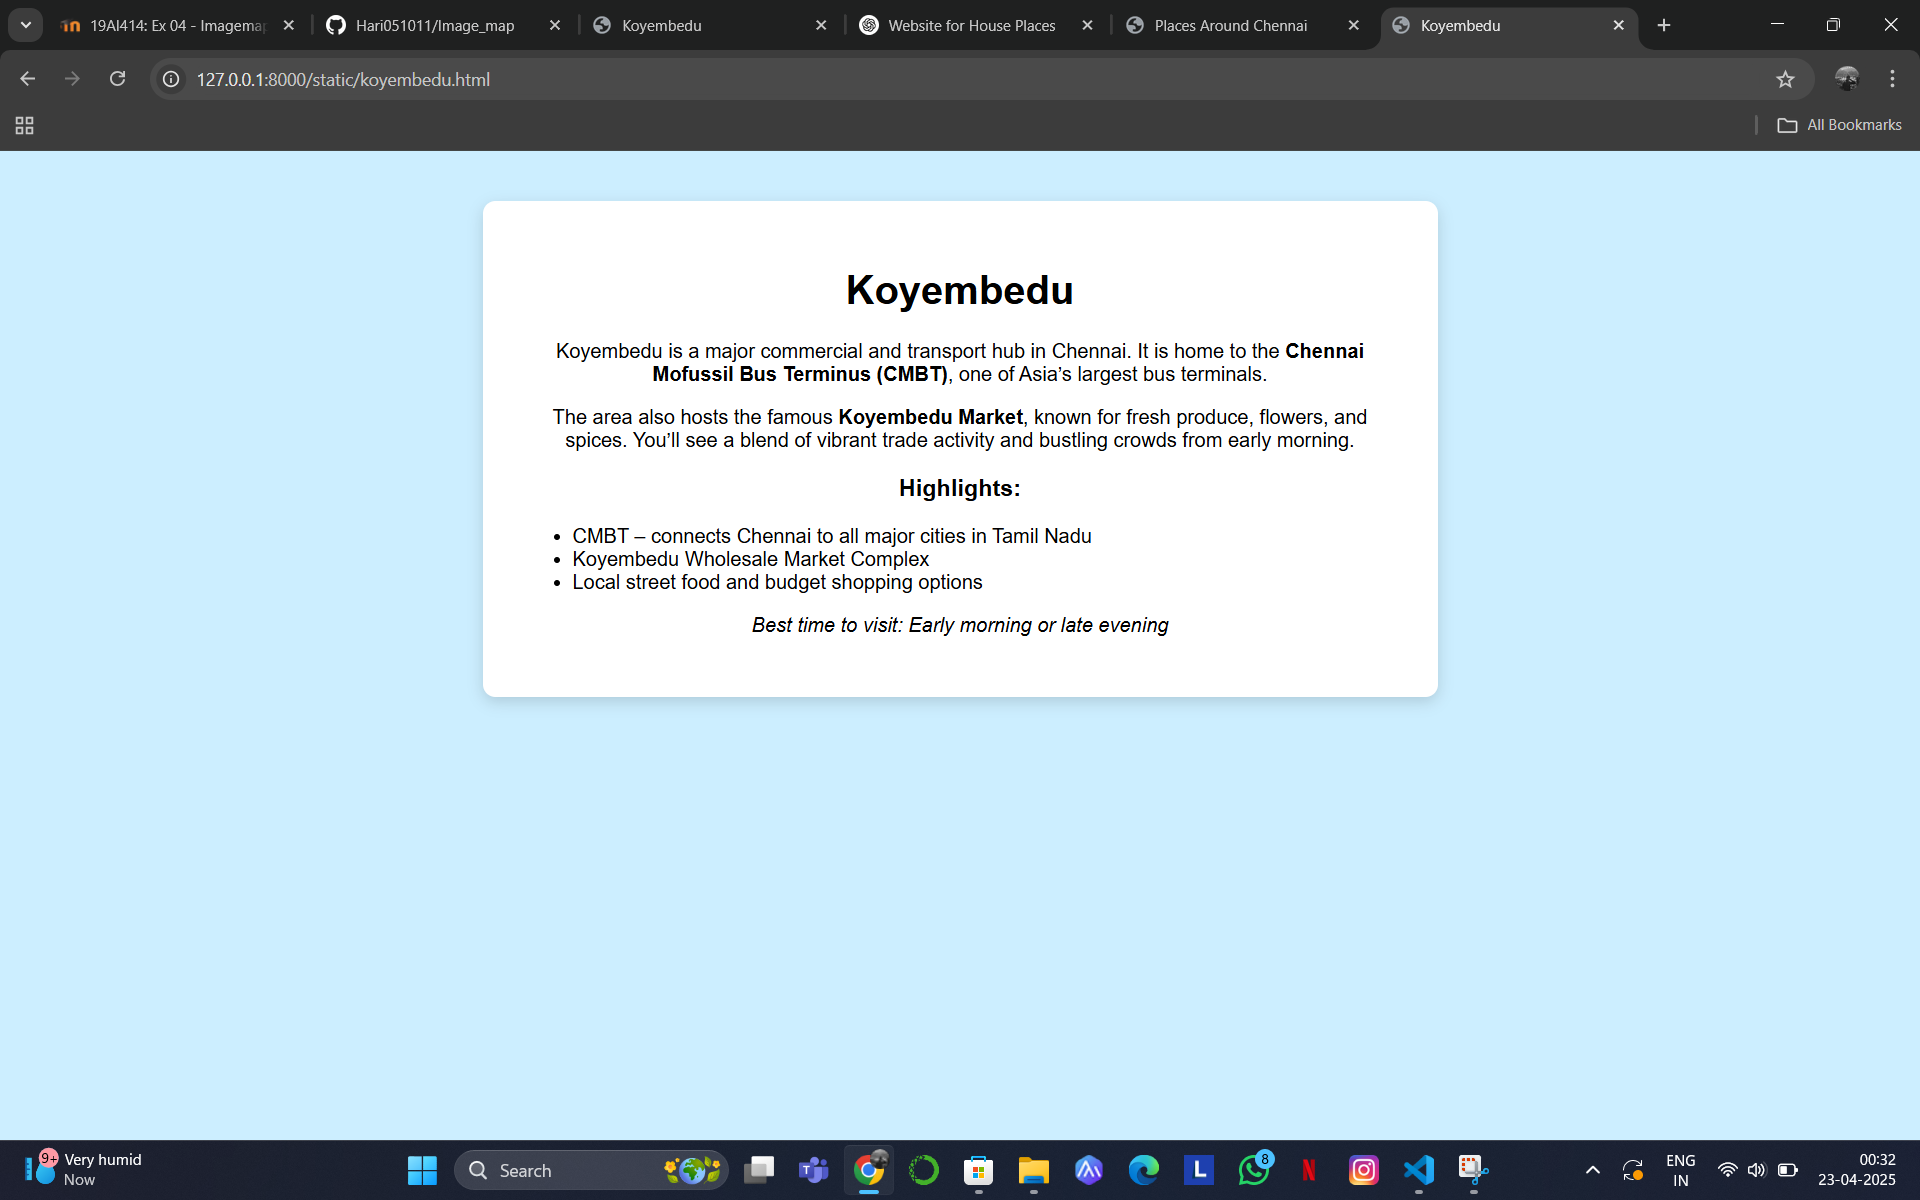 19AI414: Ex 04 - Imagemap
Hari051011/Image_map
Koyembedu
Website for House Places
Places Around Chennai
Koyembedu
127.0.0.1:8000/static/koyembedu.html
All Bookmarks
Koyembedu
Koyembedu is a major commercial and transport hub in Chennai. It is home to the Chennai
Mofussil Bus Terminus (CMBT), one of Asia’s largest bus terminals.
The area also hosts the famous Koyembedu Market, known for fresh produce, flowers, and
spices. You’ll see a blend of vibrant trade activity and bustling crowds from early morning.
Highlights:
• CMBT – connects Chennai to all major cities in Tamil Nadu
• Koyembedu Wholesale Market Complex
• Local street food and budget shopping options
Best time to visit: Early morning or late evening
9+
Very humid
Now
Search
T
L
8
N
ENG
IN
00:32
23-04-2025